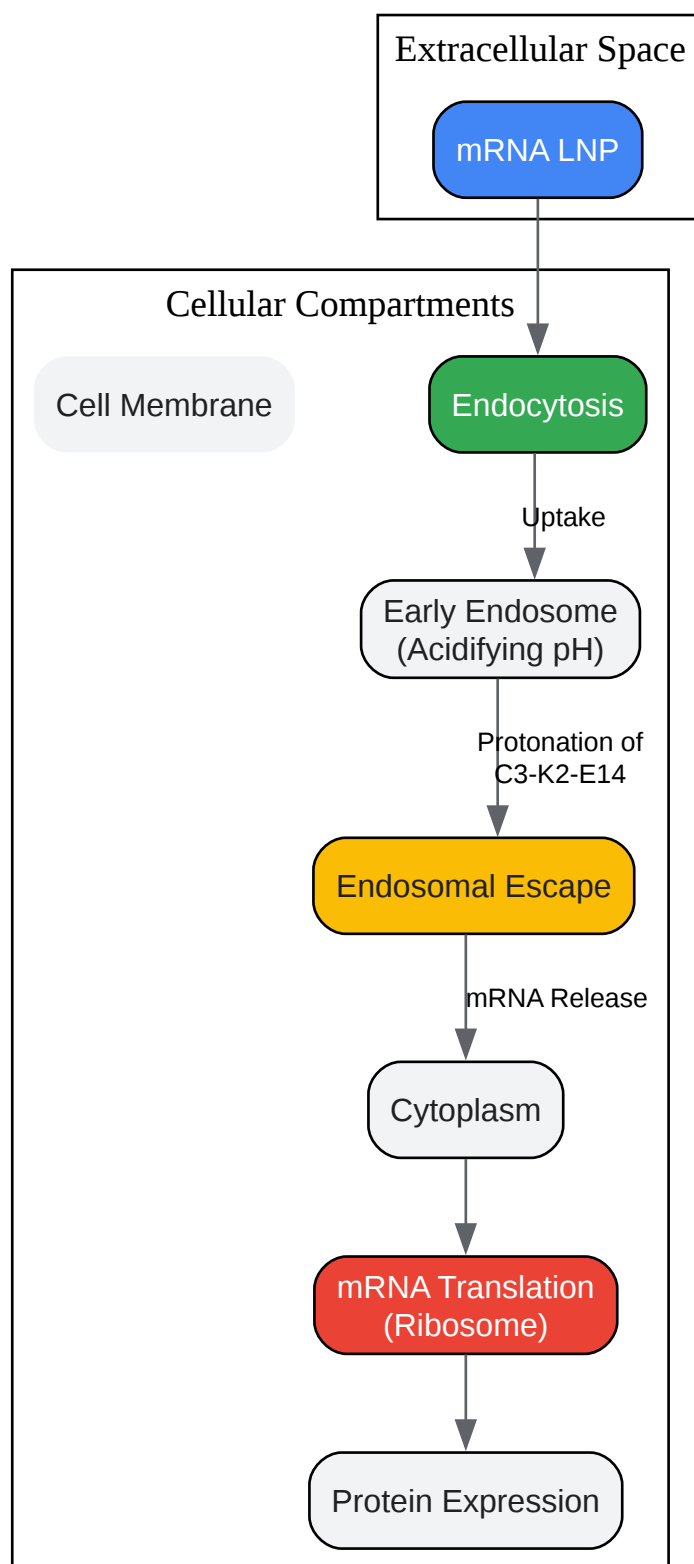 Extracellular Space
mRNA LNP
Cellular Compartments
Cell Membrane
Endocytosis
Uptake
Early Endosome
(Acidifying pH)
Protonation of
C3-K2-E14
Endosomal Escape
mRNA Release
Cytoplasm
mRNA Translation
(Ribosome)
Protein Expression